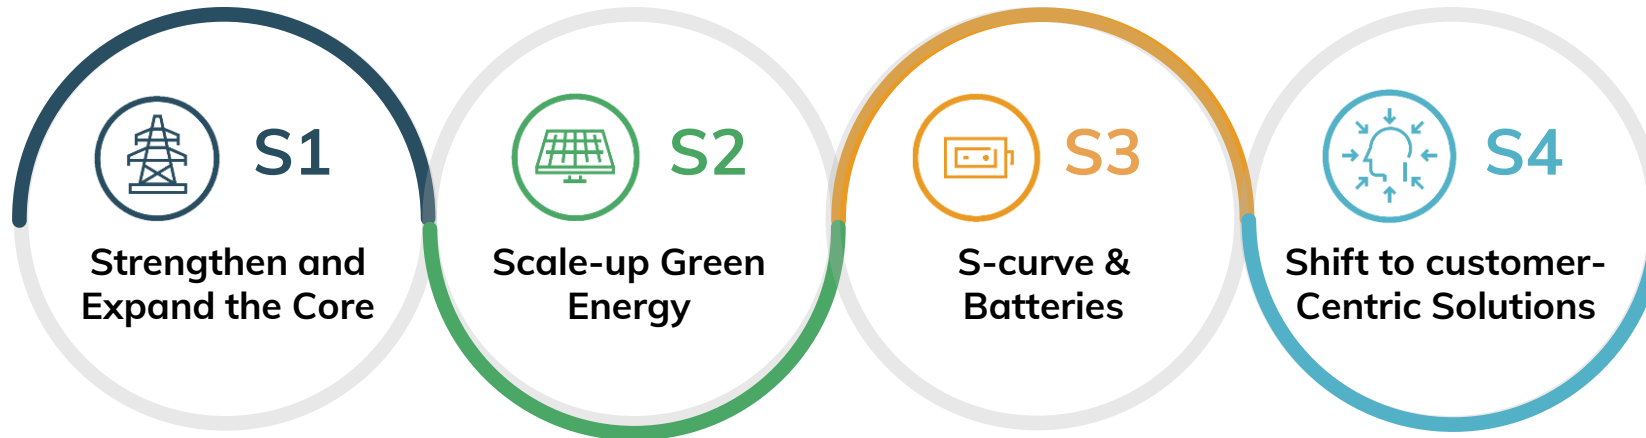 S1
Strengthen and
Expand the Core
S2
Scale-up Green
Energy
S3
S-curve &
Batteries
S4
Shift to customer-
Centric Solutions